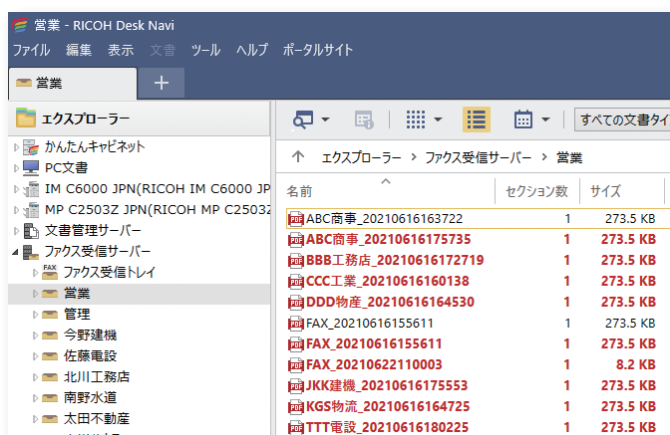 営業 - RICOH Desk Navi
ファイル 編集 表示 文書 ツール ヘルプ ポータルサイト
営業
エクスプローラー
かんたんキャビネット
PC文書
IM C6000 JPN(RICOH IM C6000 JP
MP C2503Z JPN(RICOH MP C2503Z
文書管理サーバー
ファクス受信サーバー
FAX ファクス受信トレイ
営業
管理
今野建機
佐藤電設
北川工務店
南野水道
太田不動産
すべての文書タイ
エクスプローラー > ファクス受信サーバー > 営業
名前 セクション数 サイズ
PDF ABC商事_20210616163722 1 273.5 KB
PDF ABC商事_20210616175735 1 273.5 KB
PDF BBB工務店_20210616172719 1 273.5 KB
PDF CCC工業_20210616160138 1 273.5 KB
PDF DDD物産_20210616164530 1 273.5 KB
PDF FAX_20210616155611 1 273.5 KB
PDF FAX_20210616155611 1 273.5 KB
PDF FAX_20210622110003 1 8.2 KB
PDF JKK建機_20210616175553 1 273.5 KB
PDF KGS物流_20210616164725 1 273.5 KB
PDF TTT電設_20210616180225 1 273.5 KB